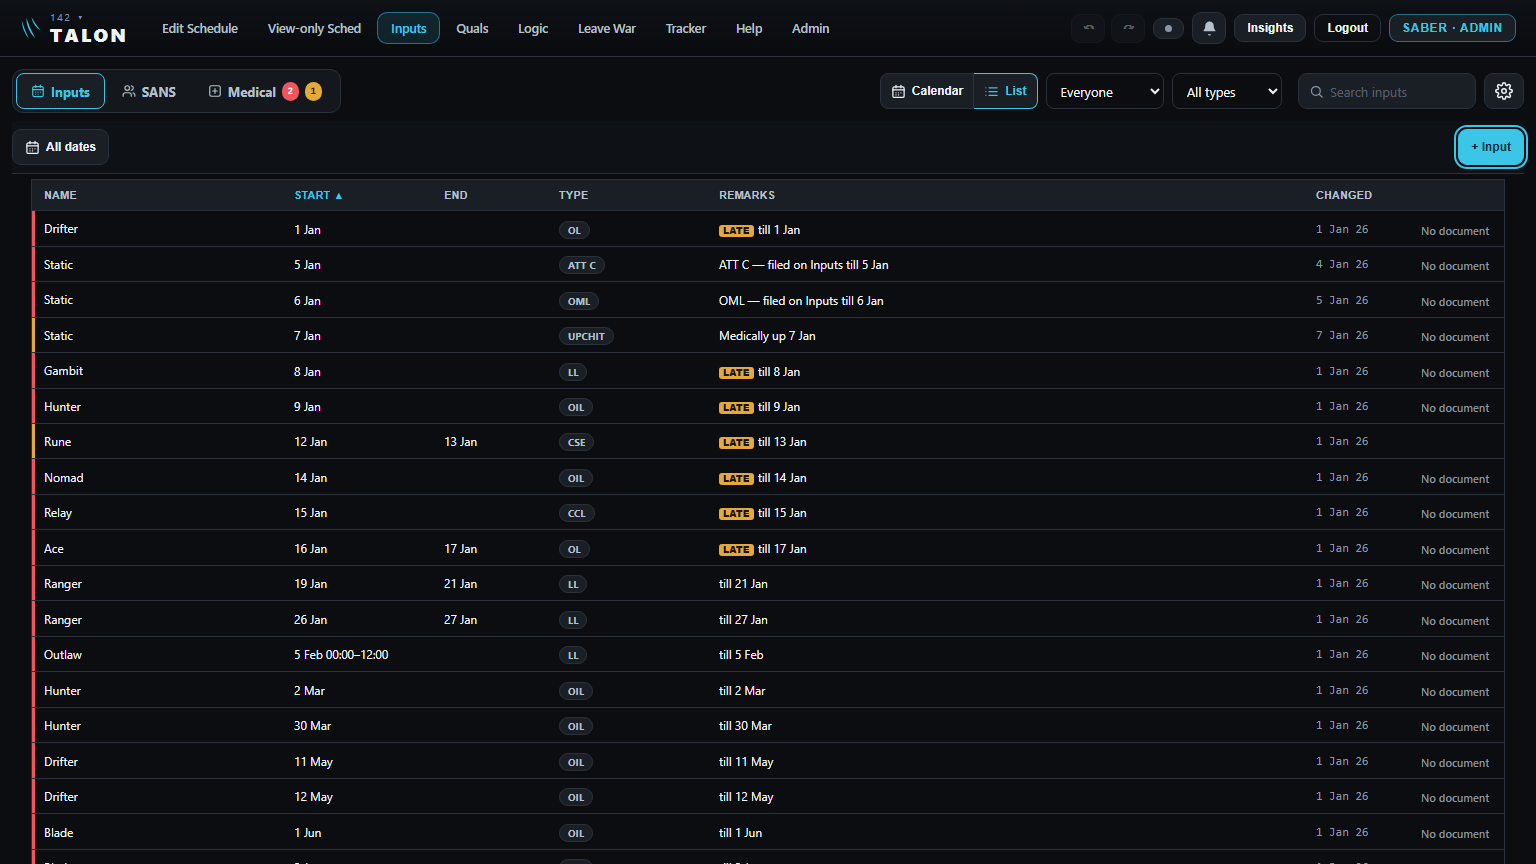 142
TALON
Edit Schedule
View-only Sched
Inputs
Quals
Logic
Leave War
Tracker
Help
Admin
Insights
Logout
SABER · ADMIN
Inputs
SANS
Medical 2 1
Calendar
List
Everyone
All types
Search inputs
All dates
+ Input
NAME START ▲ END TYPE REMARKS CHANGED
Drifter 1 Jan OL LATE till 1 Jan 1 Jan 26 No document
Static 5 Jan ATT C ATT C — filed on Inputs till 5 Jan 4 Jan 26 No document
Static 6 Jan OML OML — filed on Inputs till 6 Jan 5 Jan 26 No document
Static 7 Jan UPCHIT Medically up 7 Jan 7 Jan 26 No document
Gambit 8 Jan LL LATE till 8 Jan 1 Jan 26 No document
Hunter 9 Jan OIL LATE till 9 Jan 1 Jan 26 No document
Rune 12 Jan 13 Jan CSE LATE till 13 Jan 1 Jan 26
Nomad 14 Jan OIL LATE till 14 Jan 1 Jan 26 No document
Relay 15 Jan CCL LATE till 15 Jan 1 Jan 26 No document
Ace 16 Jan 17 Jan OL LATE till 17 Jan 1 Jan 26 No document
Ranger 19 Jan 21 Jan LL till 21 Jan 1 Jan 26 No document
Ranger 26 Jan 27 Jan LL till 27 Jan 1 Jan 26 No document
Outlaw 5 Feb 00:00–12:00 LL till 5 Feb 1 Jan 26 No document
Hunter 2 Mar OIL till 2 Mar 1 Jan 26 No document
Hunter 30 Mar OIL till 30 Mar 1 Jan 26 No document
Drifter 11 May OIL till 11 May 1 Jan 26 No document
Drifter 12 May OIL till 12 May 1 Jan 26 No document
Blade 1 Jun OIL till 1 Jun 1 Jan 26 No document